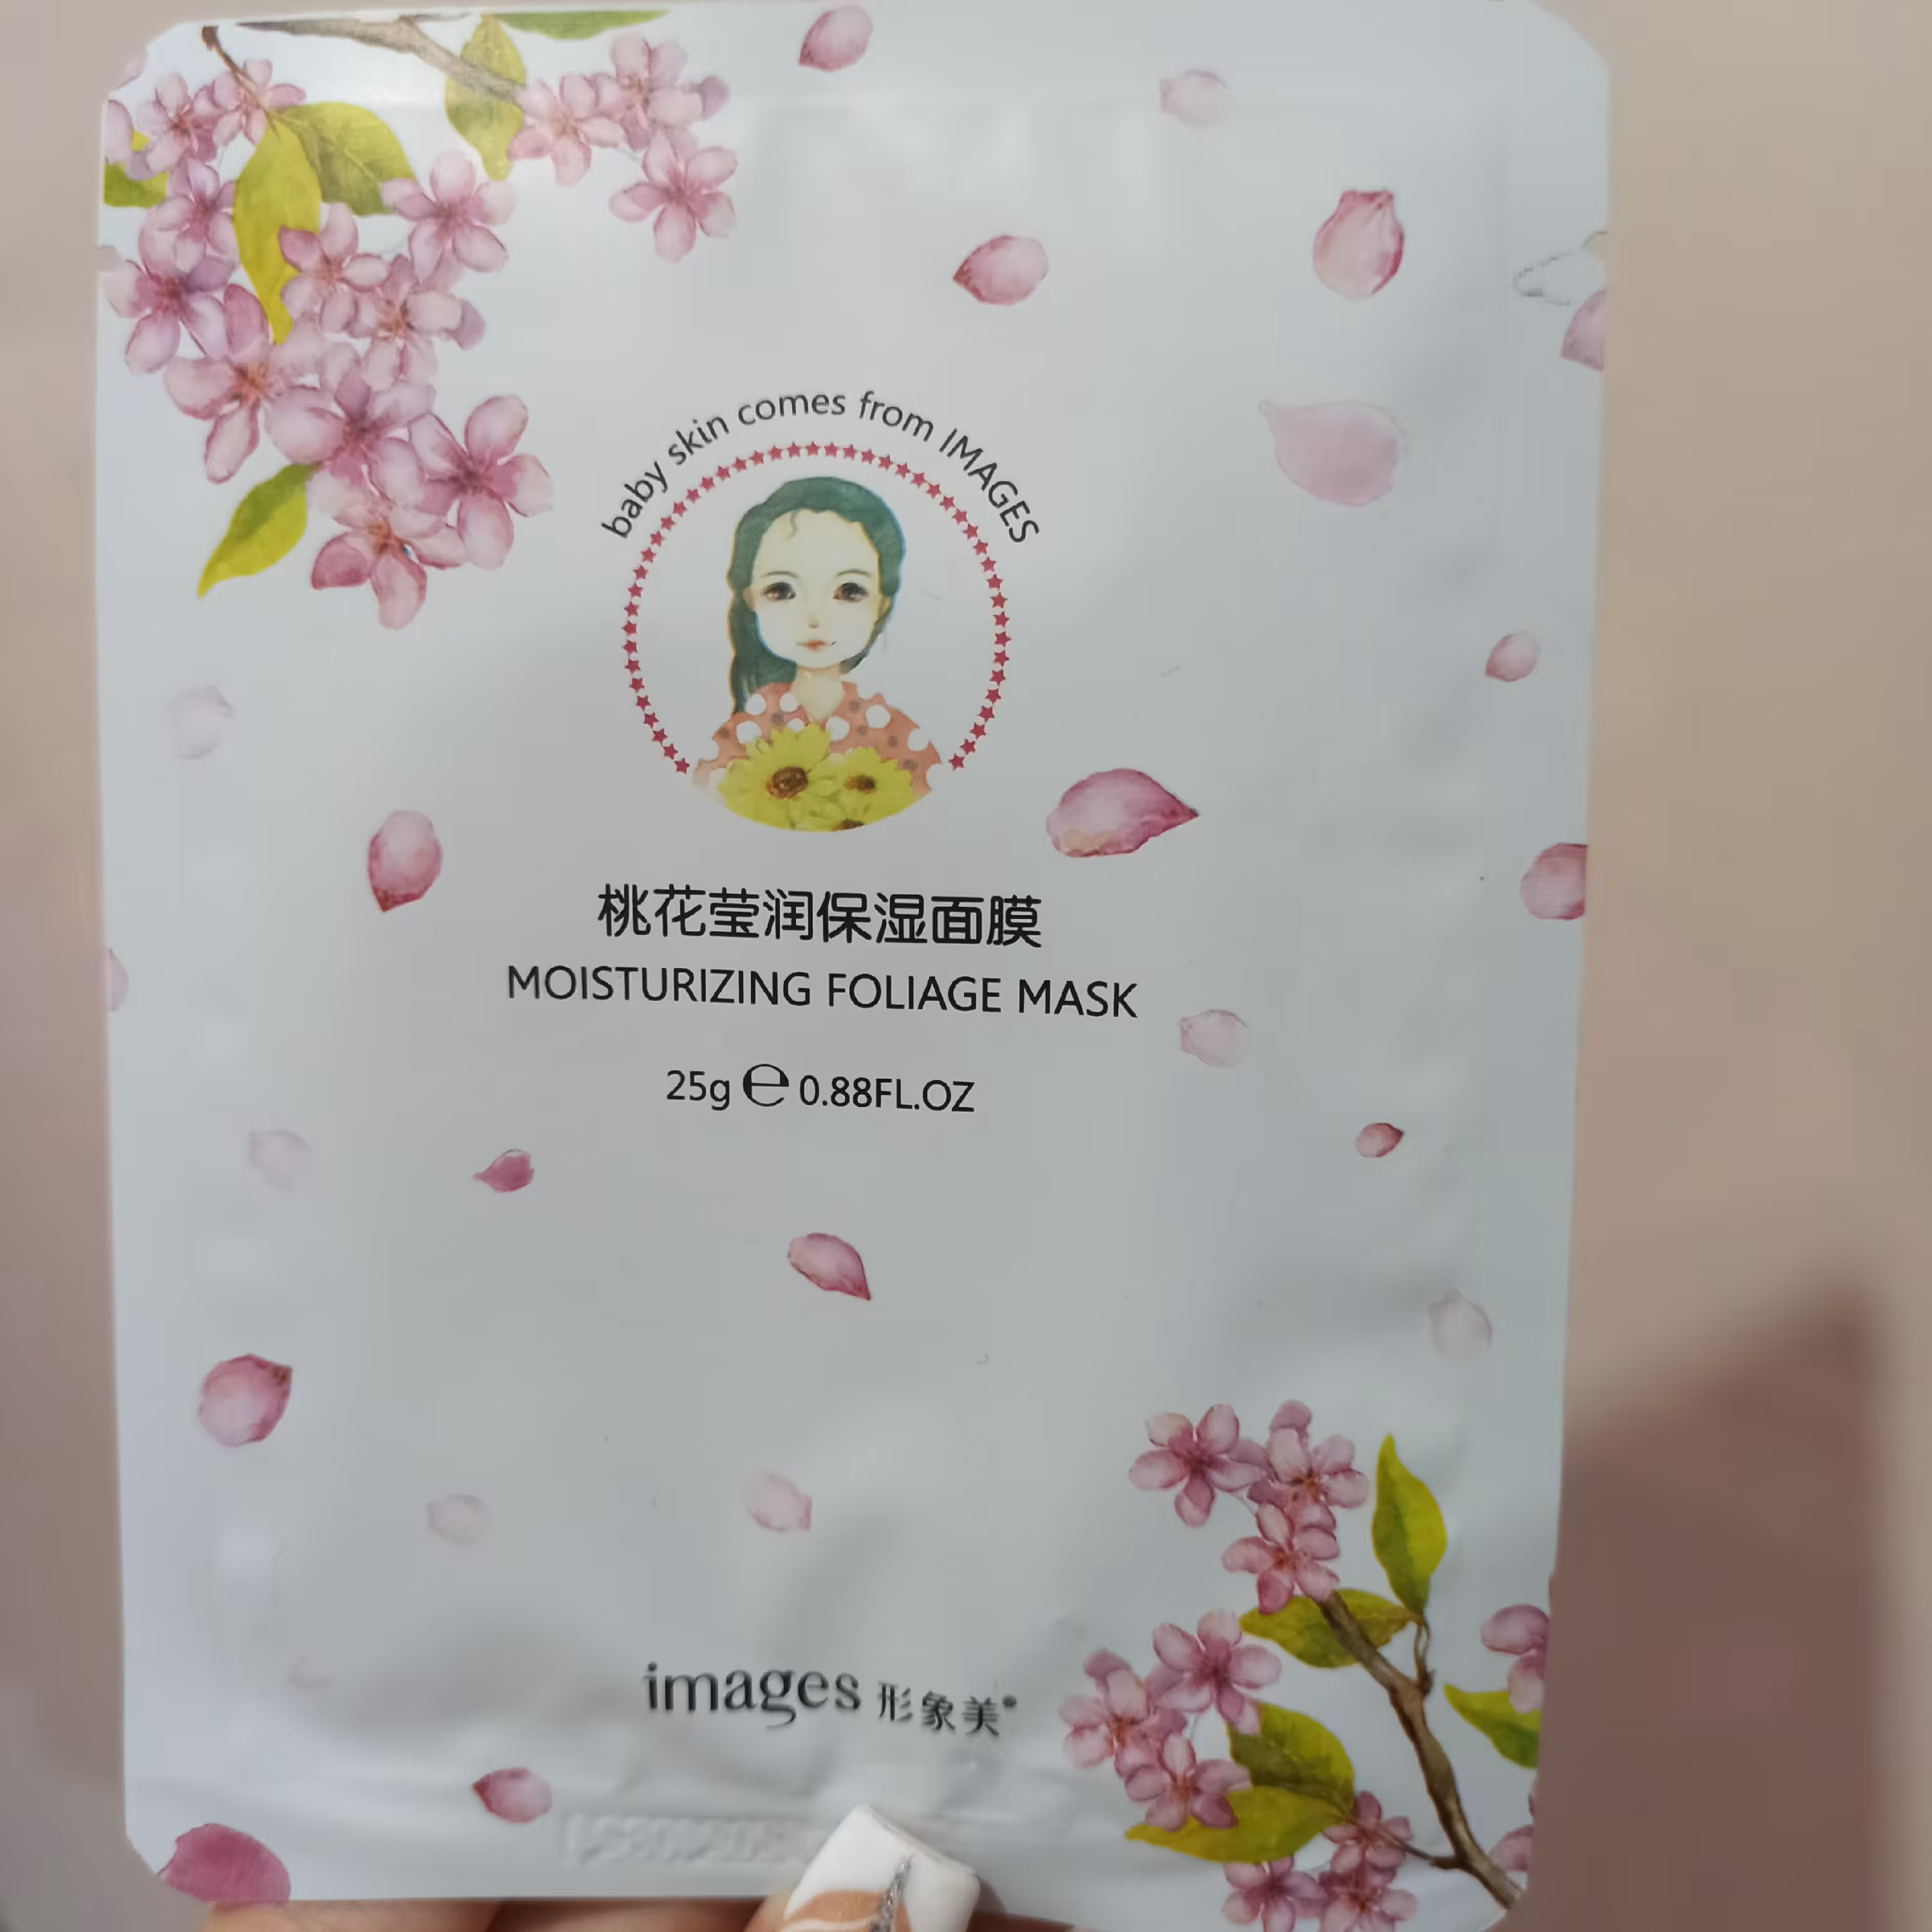 baby skin comes from IMAGES
桃花莹润保湿面膜
MOISTURIZING FOLIAGE MASK
25g ℮ 0.88FL.OZ
images 形象美®